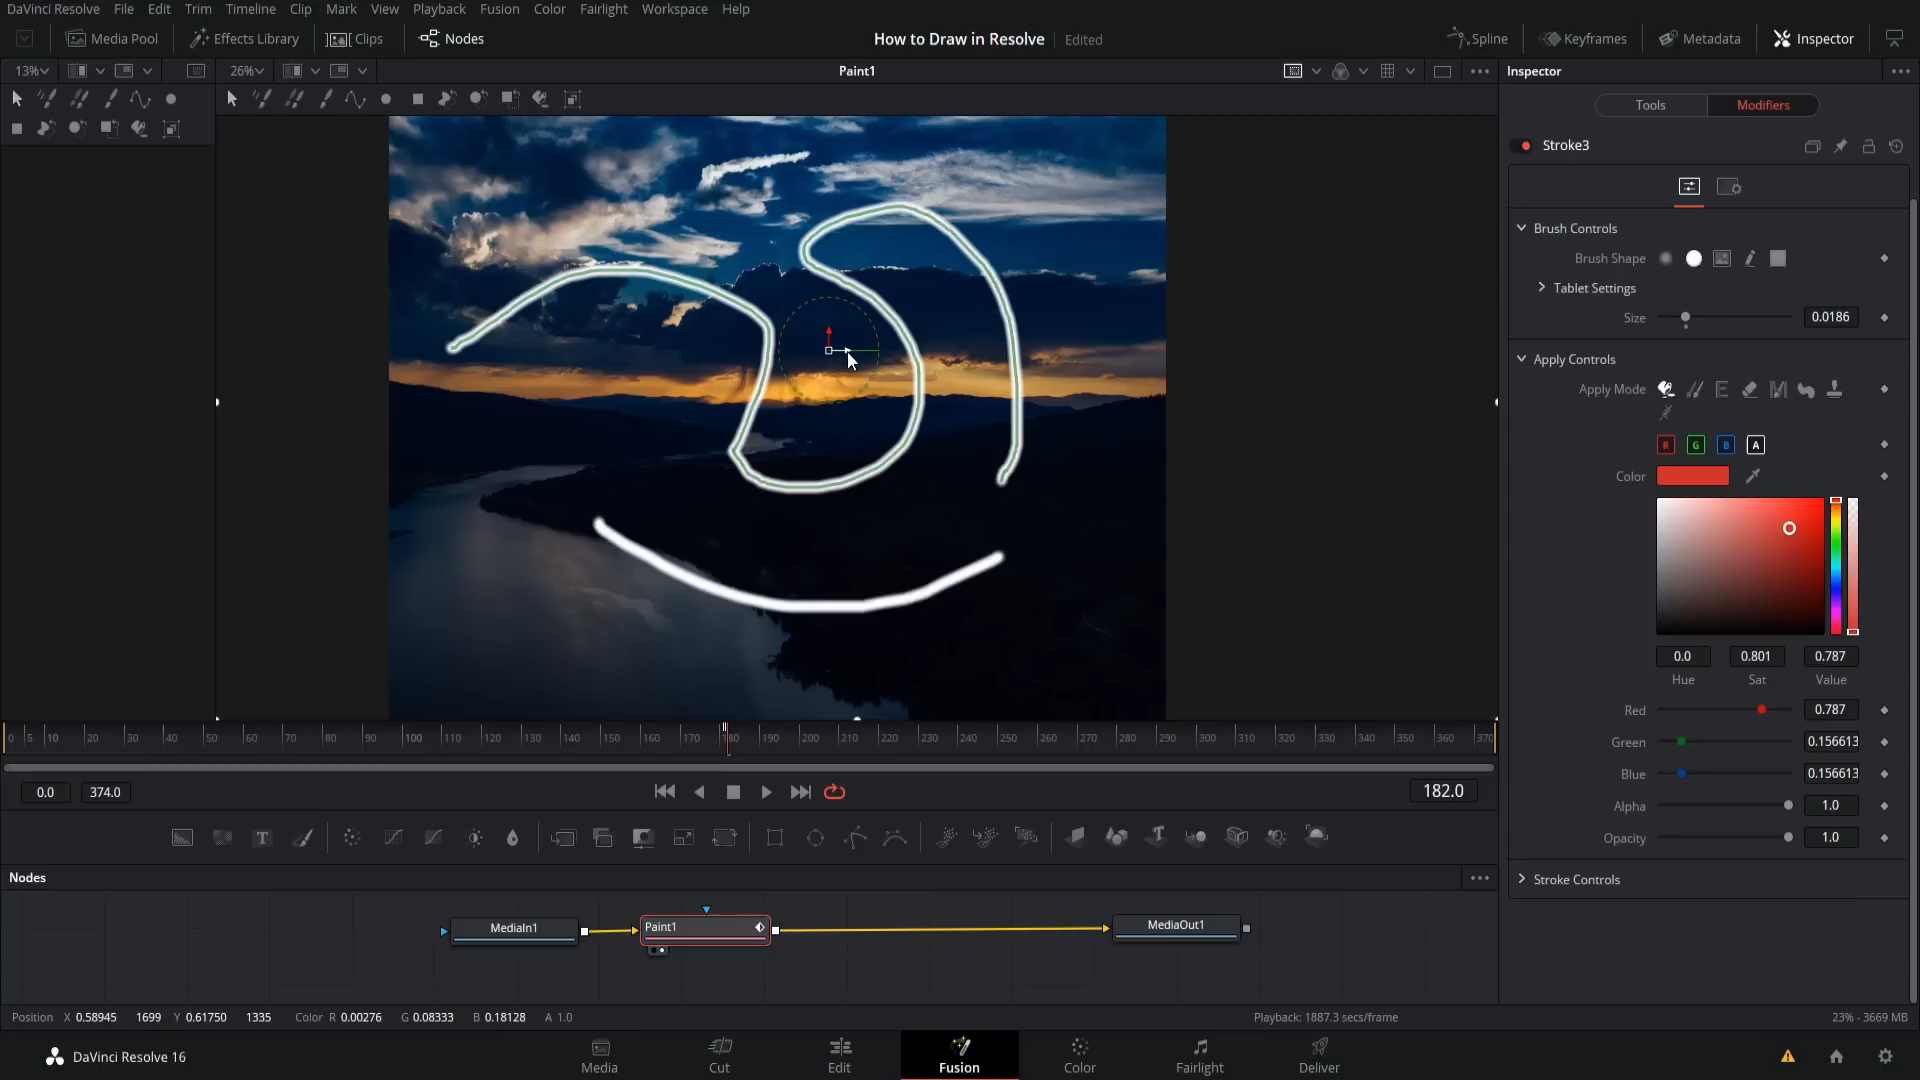 DaVinci Resolve File Edit Trim Timeline Clip Mark View Playback Fusion Color Fairlight Workspace Help
Media Pool Effects Library Clips Nodes How to Draw in Resolve Edited Spline Keyframes Metadata Inspector
13% 26% Paint1 Inspector
Tools Modifiers
Stroke3
Brush Controls
Brush Shape
Tablet Settings
Size 0.0186
Apply Controls
Apply Mode
R G B A
Color
0.0 0.801 0.787
Hue Sat Value
Red 0.787
Green 0.156613
Blue 0.156613
Alpha 1.0
Opacity 1.0
Stroke Controls
0 5 10 20 30 40 50 60 70 80 90 100 110 120 130 140 150 160 170 180 190 200 210 220 230 240 250 260 270 280 290 300 310 320 330 340 350 360 370
0.0 374.0 182.0
T
Nodes
MediaIn1 Paint1 MediaOut1
Position X 0.58945 1699 Y 0.61750 1335 Color R 0.00276 G 0.08333 B 0.18128 A 1.0 Playback: 1887.3 secs/frame 23% - 3669 MB
DaVinci Resolve 16 Media Cut Edit Fusion Color Fairlight Deliver